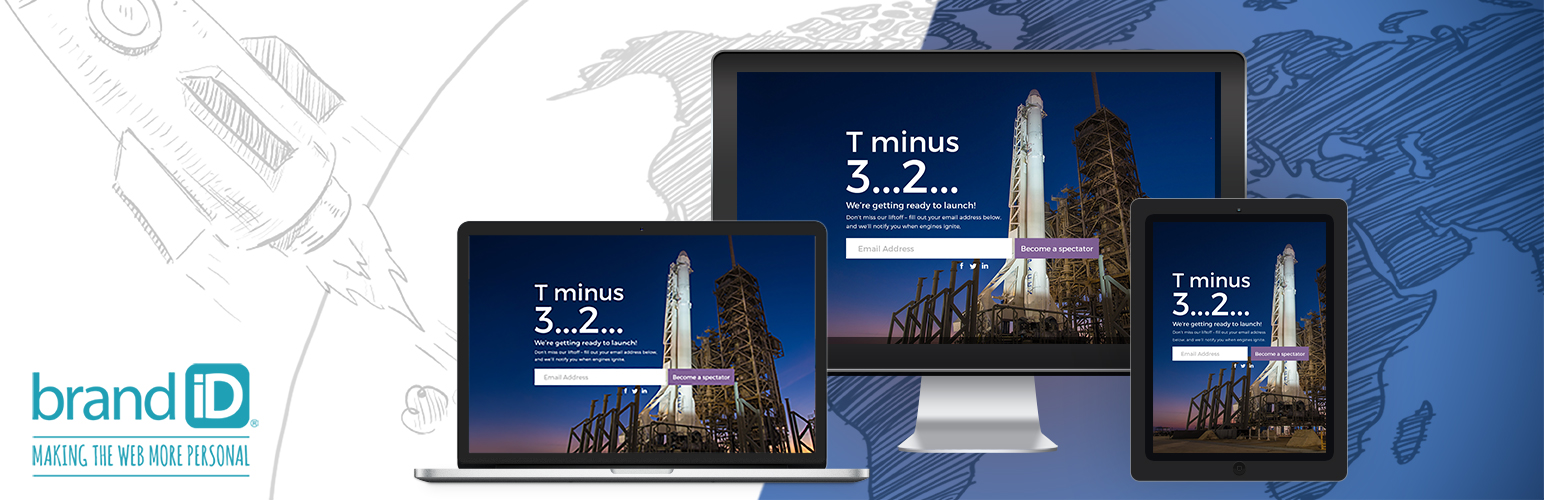 T minus
3...2...
We're getting ready to launch!
Don't miss our liftoff – fill out your email address below,
and we'll notify you when engines ignite.
Email Address
Become a spectator
f in
T minus
3...2...
We're getting ready to launch!
Don't miss our liftoff – fill out your email address below,
and we'll notify you when engines ignite.
Email Address
Become a spectator
f in
T minus
3...2...
We're getting ready to launch!
Don't miss our liftoff – fill out your email address
below, and we'll notify you when engines ignite.
Email Address
Become a spectator
f in
brand iD®
MAKING THE WEB MORE PERSONAL